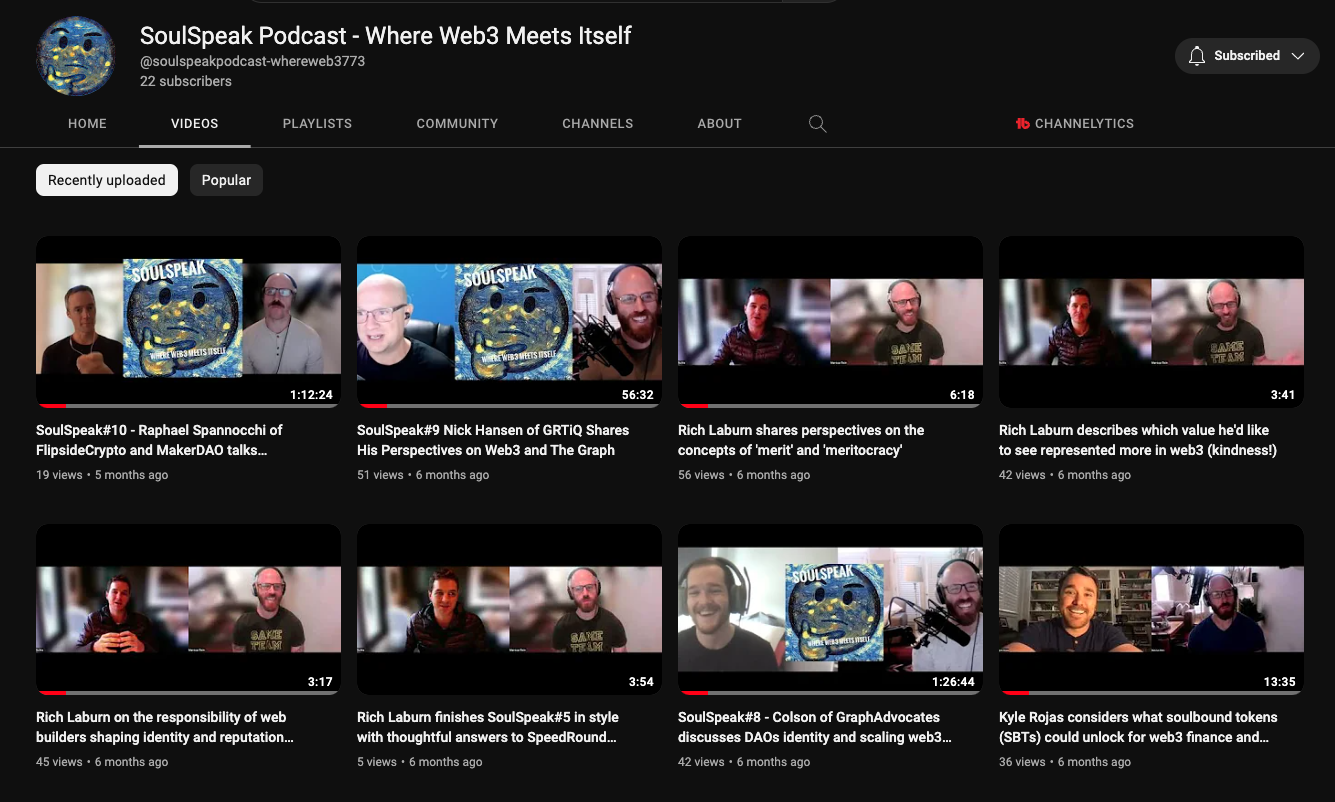 SoulSpeak Podcast - Where Web3 Meets Itself
@soulspeakpodcast-whereweb3773
22 subscribers
Subscribed
HOME
VIDEOS
PLAYLISTS
COMMUNITY
CHANNELS
ABOUT
CHANNELYTICS
Recently uploaded
Popular
SOULSPEAK
WHERE WEB3 MEETS ITSELF
1:12:24
SoulSpeak#10 - Raphael Spannocchi of
FlipsideCrypto and MakerDAO talks...
19 views • 5 months ago
SOULSPEAK
WHERE WEB3 MEETS ITSELF
56:32
SoulSpeak#9 Nick Hansen of GRTiQ Shares
His Perspectives on Web3 and The Graph
51 views • 6 months ago
SAME
TEAM
6:18
Rich Laburn shares perspectives on the
concepts of 'merit' and 'meritocracy'
56 views • 6 months ago
SAME
TEAM
3:41
Rich Laburn describes which value he'd like
to see represented more in web3 (kindness!)
42 views • 6 months ago
SAME
TEAM
3:17
Rich Laburn on the responsibility of web
builders shaping identity and reputation...
45 views • 6 months ago
SAME
TEAM
3:54
Rich Laburn finishes SoulSpeak#5 in style
with thoughtful answers to SpeedRound...
5 views • 6 months ago
SOULSPEAK
WHERE WEB3 MEETS ITSELF
1:26:44
SoulSpeak#8 - Colson of GraphAdvocates
discusses DAOs identity and scaling web3...
42 views • 6 months ago
13:35
Kyle Rojas considers what soulbound tokens
(SBTs) could unlock for web3 finance and...
36 views • 6 months ago